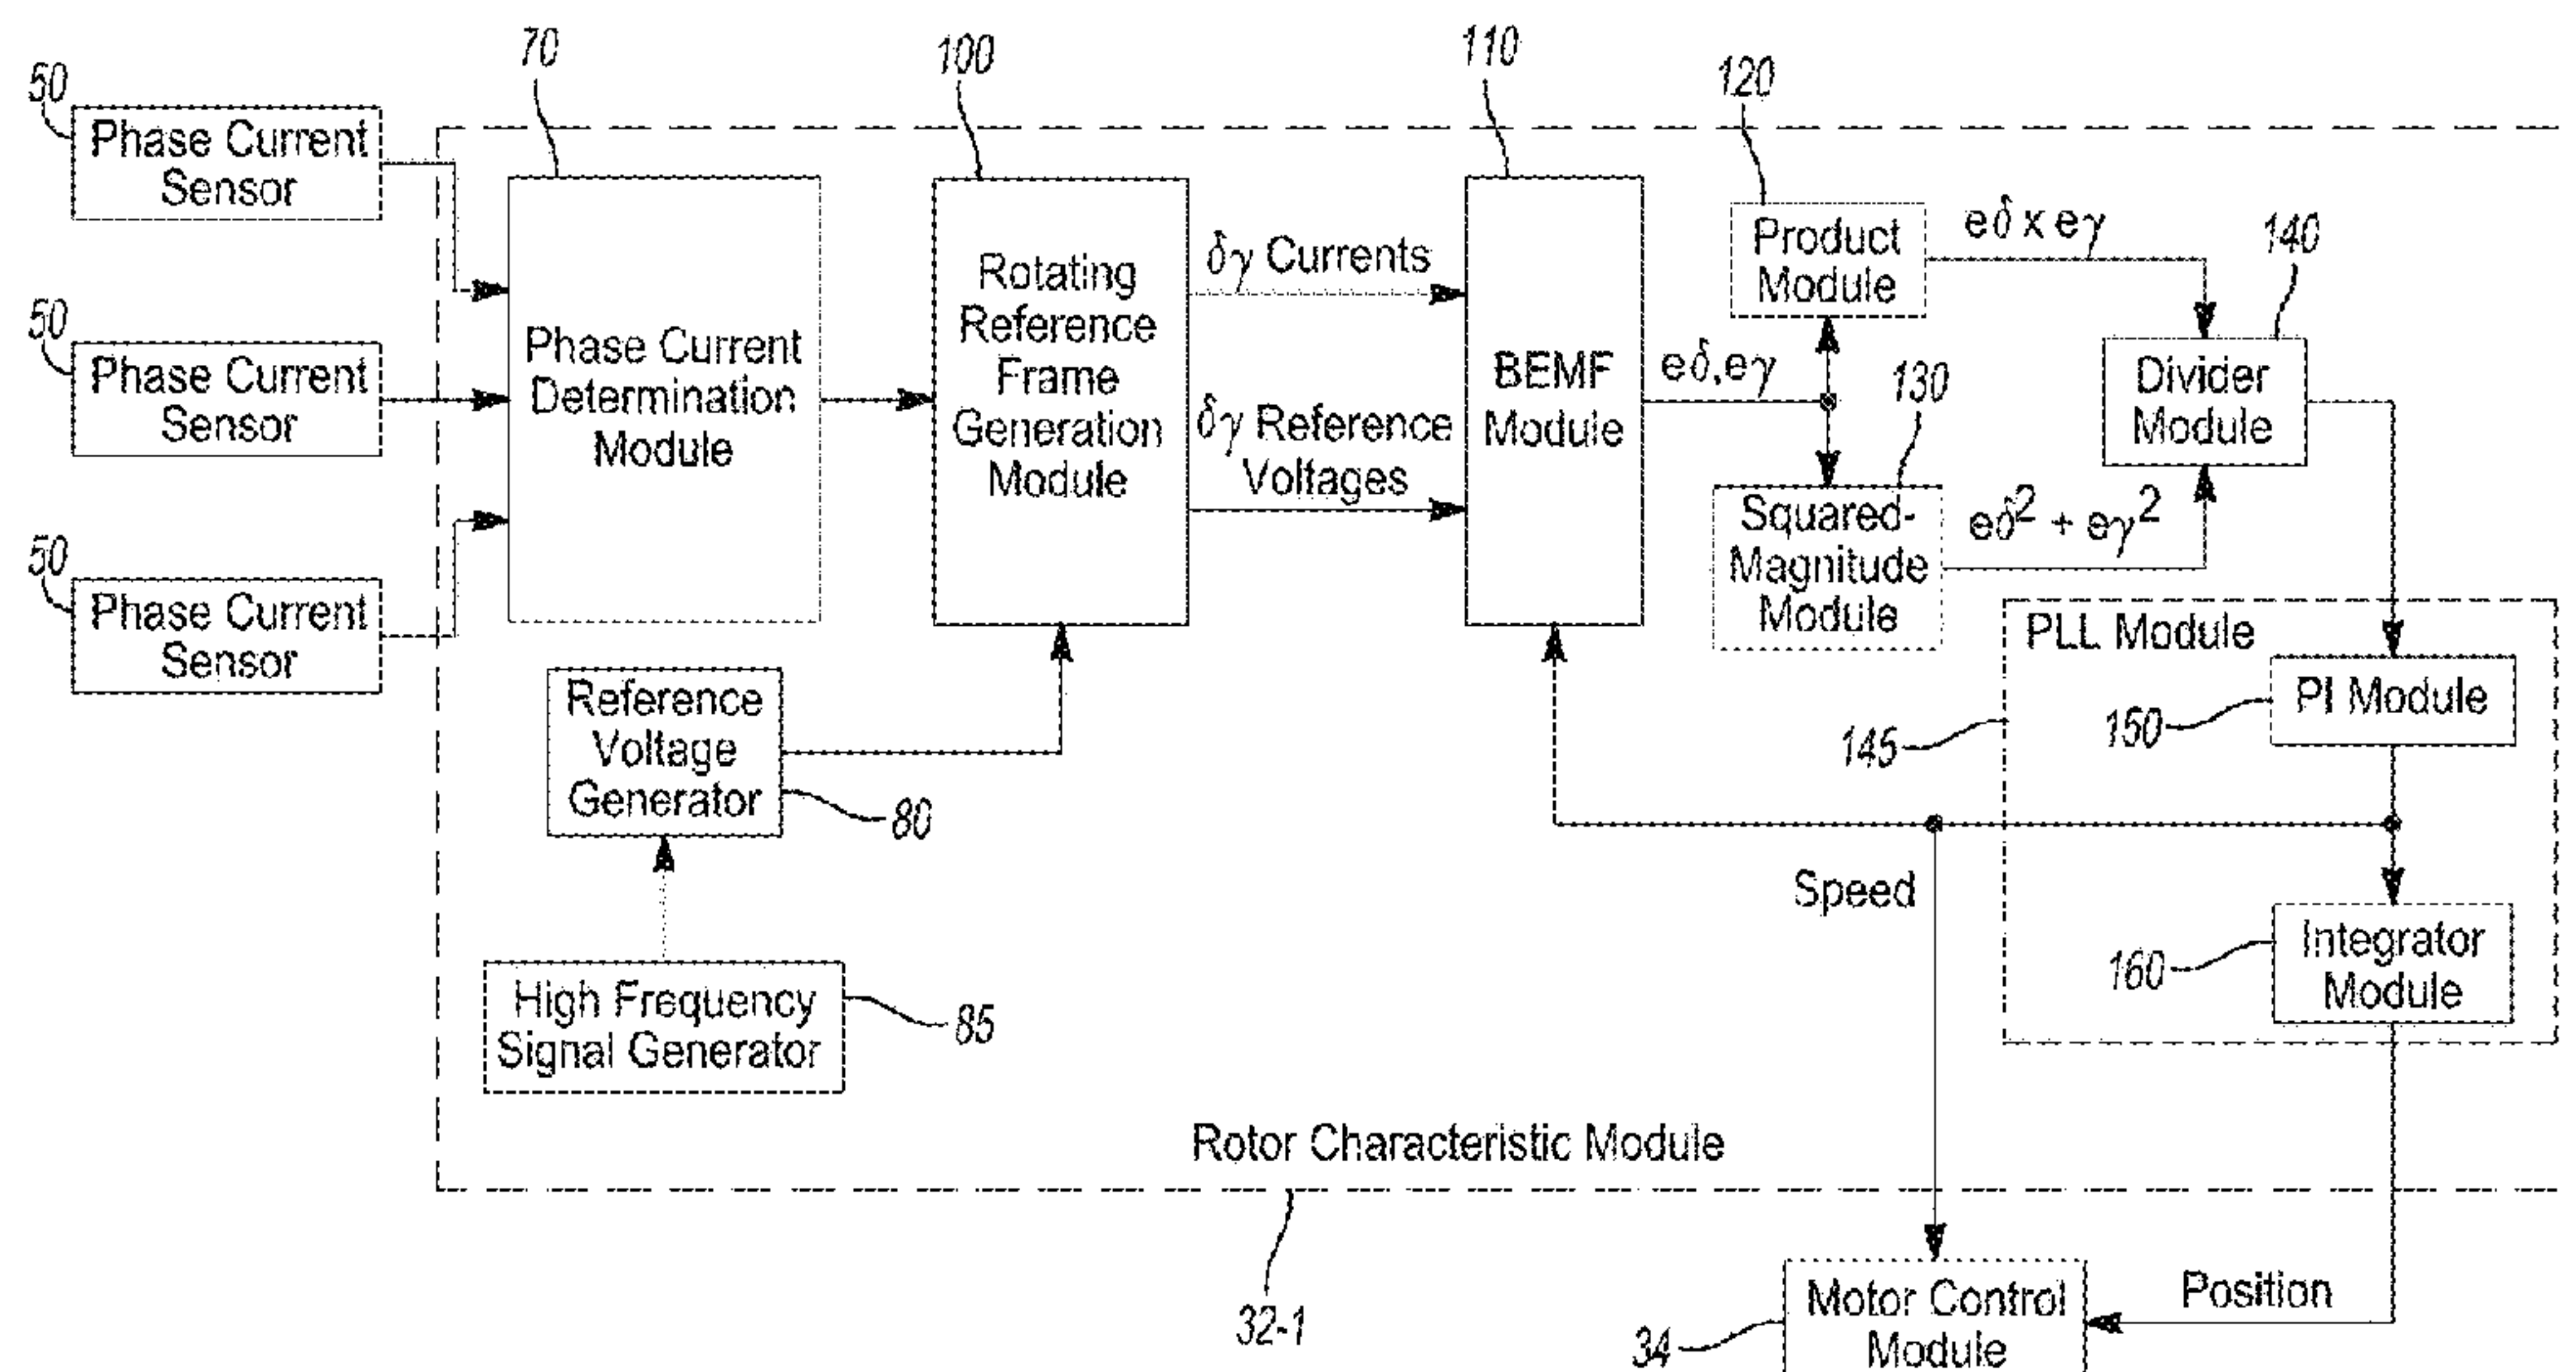 70
100
110
120
50
Phase Current
Sensor
50
Phase Current
Sensor
50
Phase Current
Sensor
Phase Current
Determination
Module
Rotating
Reference
Frame
Generation
Module
δγ Currents
δγ Reference
Voltages
BEMF
Module
eδ,eγ
Product
Module
eδ x eγ
140
Divider
Module
130
Squared-
Magnitude
Module
eδ² + eγ²
PLL Module
PI Module
150
145
Reference
Voltage
Generator
80
Speed
Integrator
Module
160
High Frequency
Signal Generator
85
Rotor Characteristic Module
32-1
Motor Control
Module
34
Position